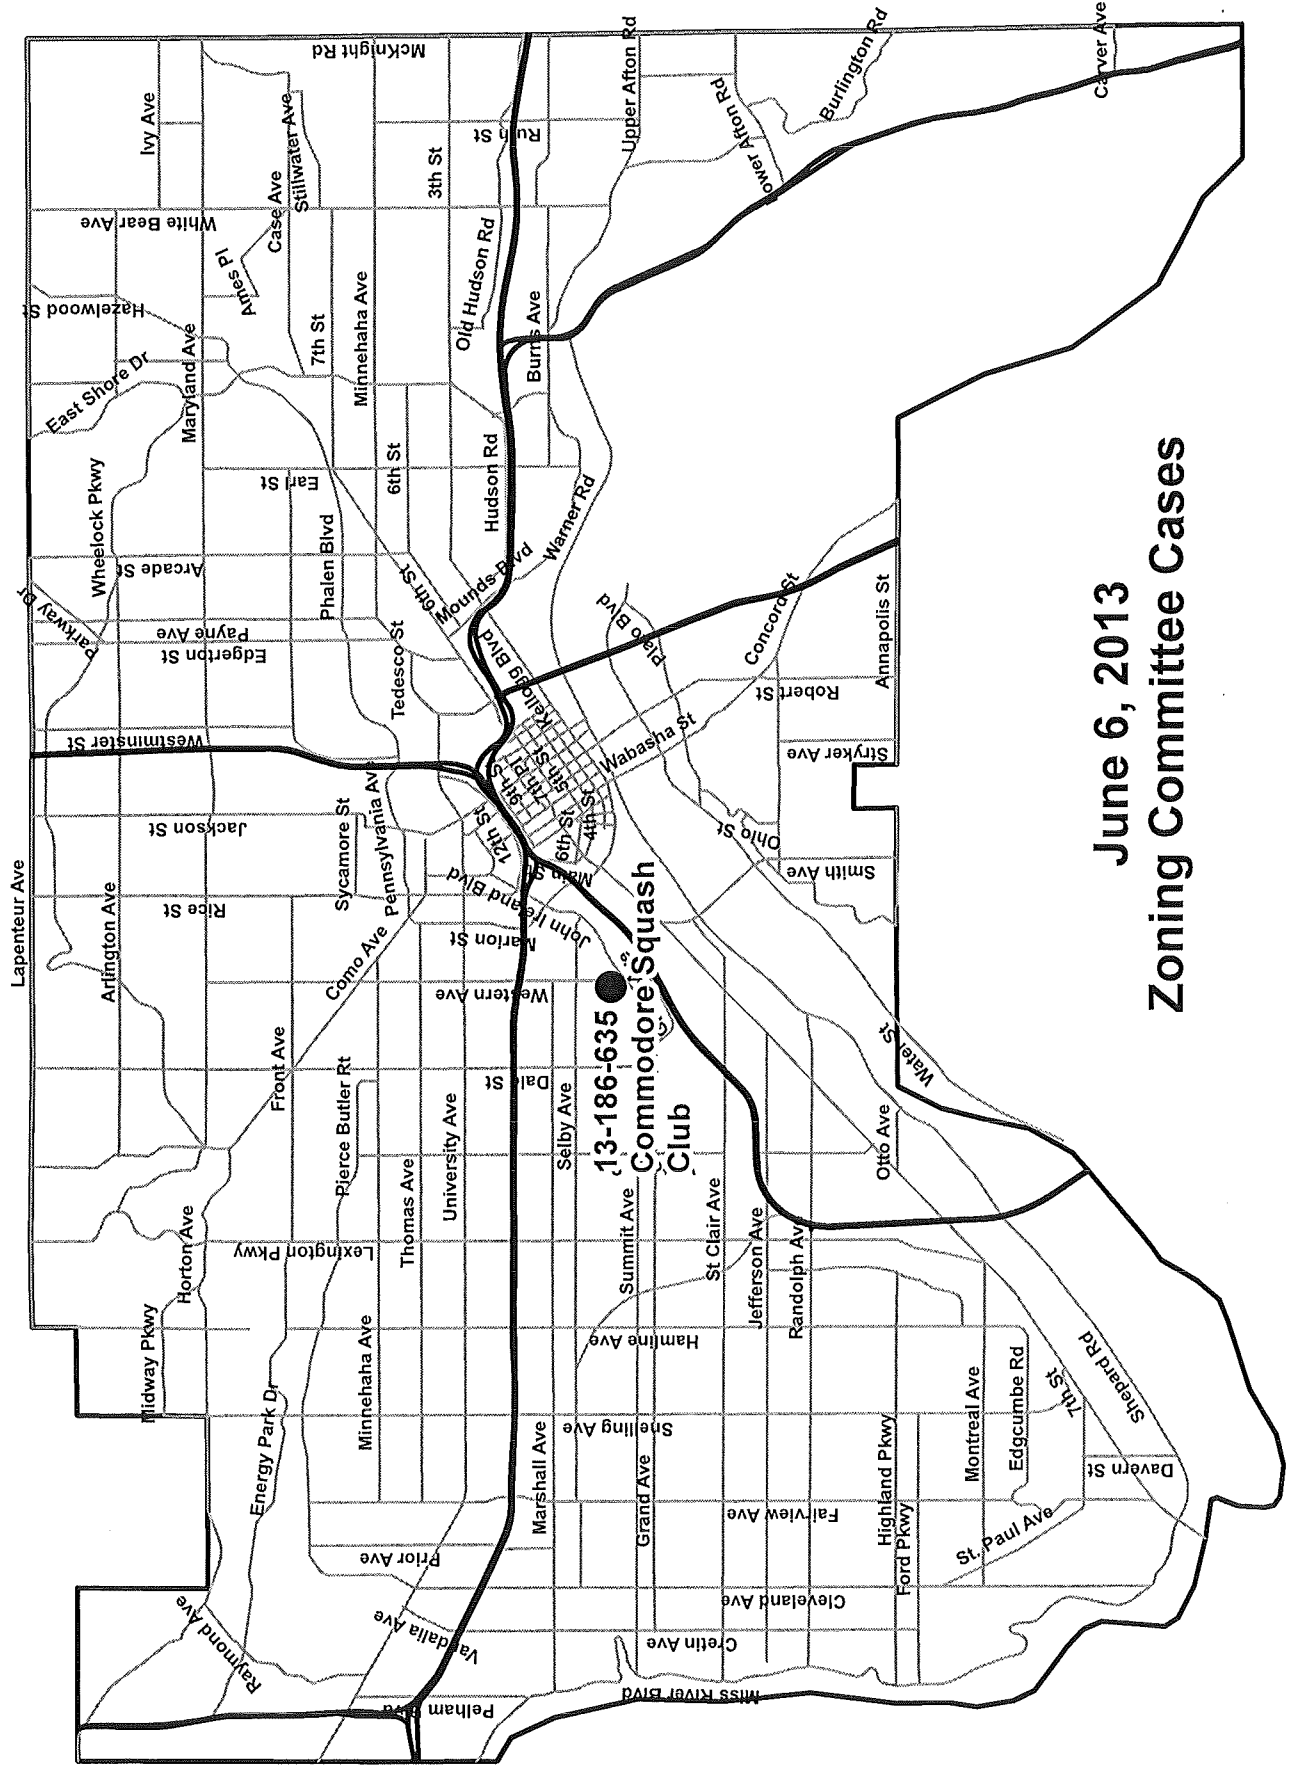 McKnight Rd
Ivy Ave
Ruth St
Upper Afton Rd
Burlington Rd
Carver Ave
Stillwater Ave
Case Ave
3th St
White Bear Ave
Ames Pl
Old Hudson Rd
Hazelwood St
7th St
Minnehaha Ave
Burns Ave
East Shore Dr
Maryland Ave
Wheelock Pkwy
Earl St
6th St
Hudson Rd
Warner Rd
Arcade St
Phalen Blvd
6th St
Mounds Blvd
Parkway Dr
Payne Ave
Edgerton St
Tedesco St
Kellogg Blvd
Plato Blvd
Concord St
Annapolis St
Robert St
Westminster St
Wabasha St
Stryker Ave
9th S
7th Pl
5th St
Jackson St
Sycamore St
Pennsylvania Ave
12th St
6th St
4th St
Ohio St
Smith Ave
Main St
Lapenteur Ave
Arlington Ave
Rice St
Como Ave
John Ireland Blvd
Marion St
Western Ave
13-186-635
Commodore Squash
Club
Front Ave
Pierce Butler Rt
Dale St
Selby Ave
Water St
Otto Ave
University Ave
Thomas Ave
Horton Ave
Lexington Pkwy
Summit Ave
St Clair Ave
Jefferson Ave
Randolph Ave
Midway Pkwy
Minnehaha Ave
Hamline Ave
Energy Park Dr
Snelling Ave
Montreal Ave
Edgcumbe Rd
7th St
Shepard Rd
Marshall Ave
Grand Ave
Highland Pkwy
Ford Pkwy
Davern St
Fairview Ave
St. Paul Ave
Prior Ave
Cleveland Ave
Raymond Ave
Vandalia Ave
Cretin Ave
Pelham Blvd
Miss River Blvd
June 6, 2013
Zoning Committee Cases